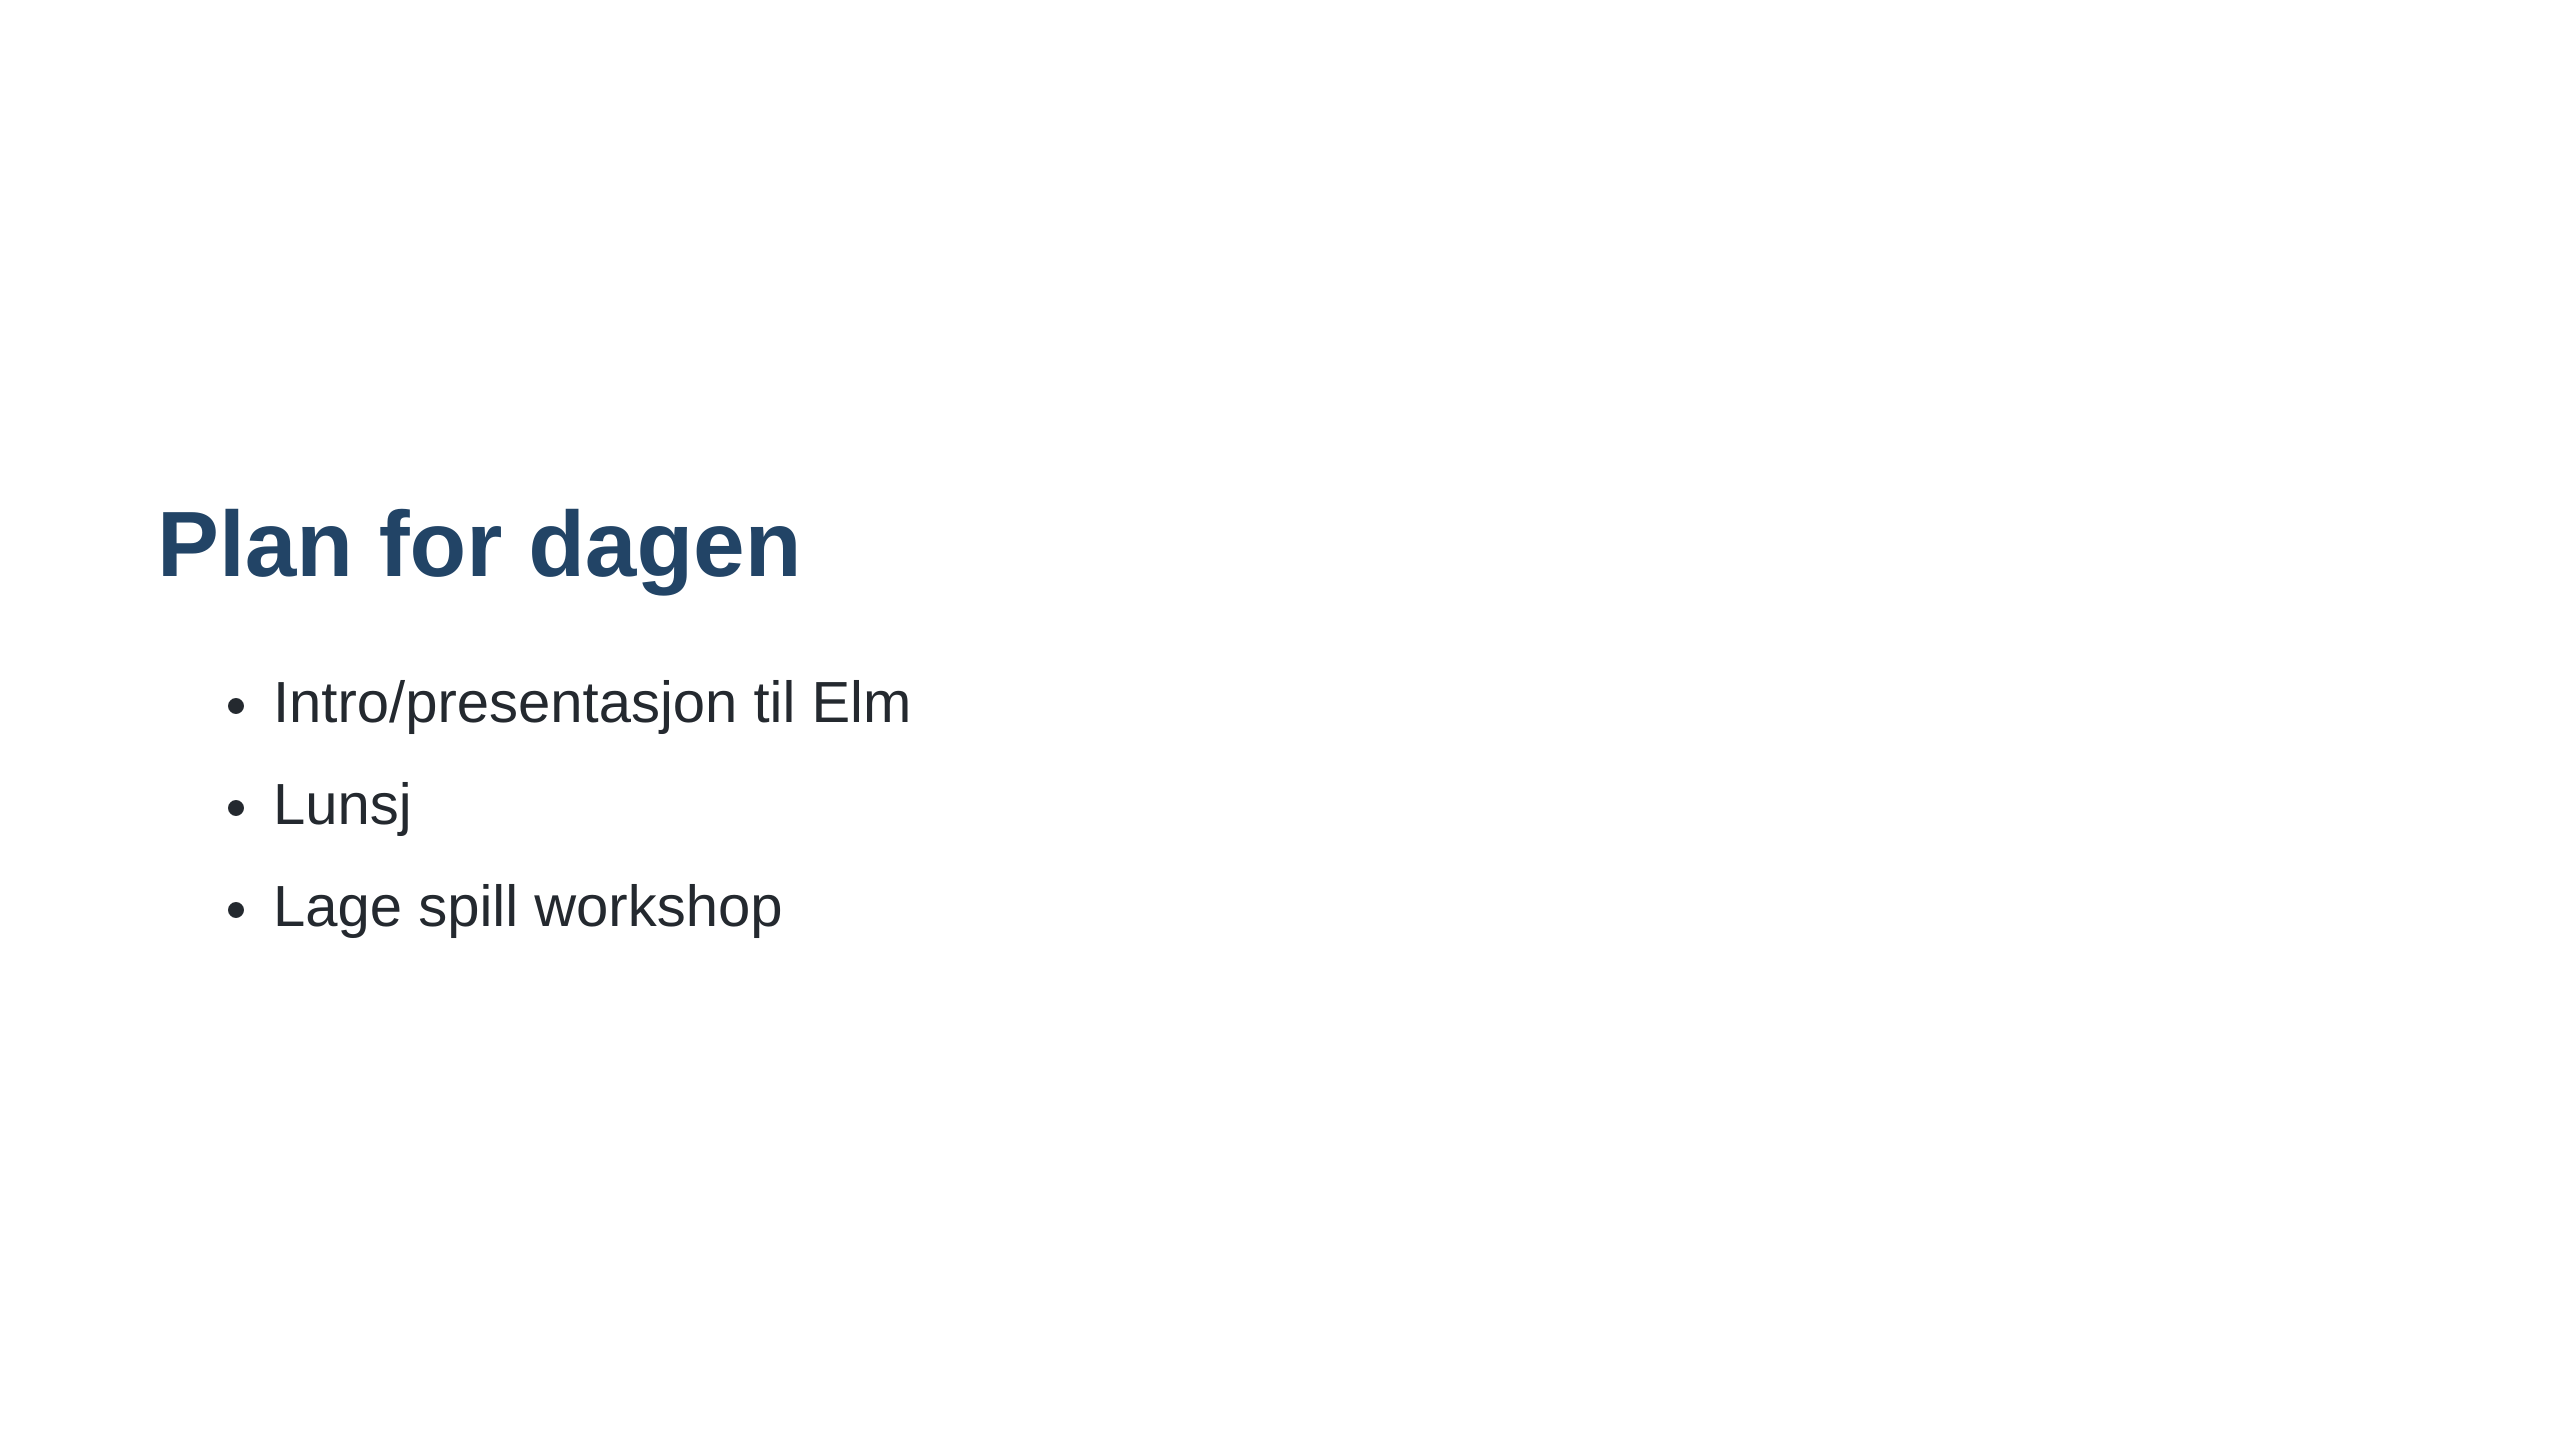 Plan for dagen
Intro/presentasjon til Elm
Lunsj
Lage spill workshop